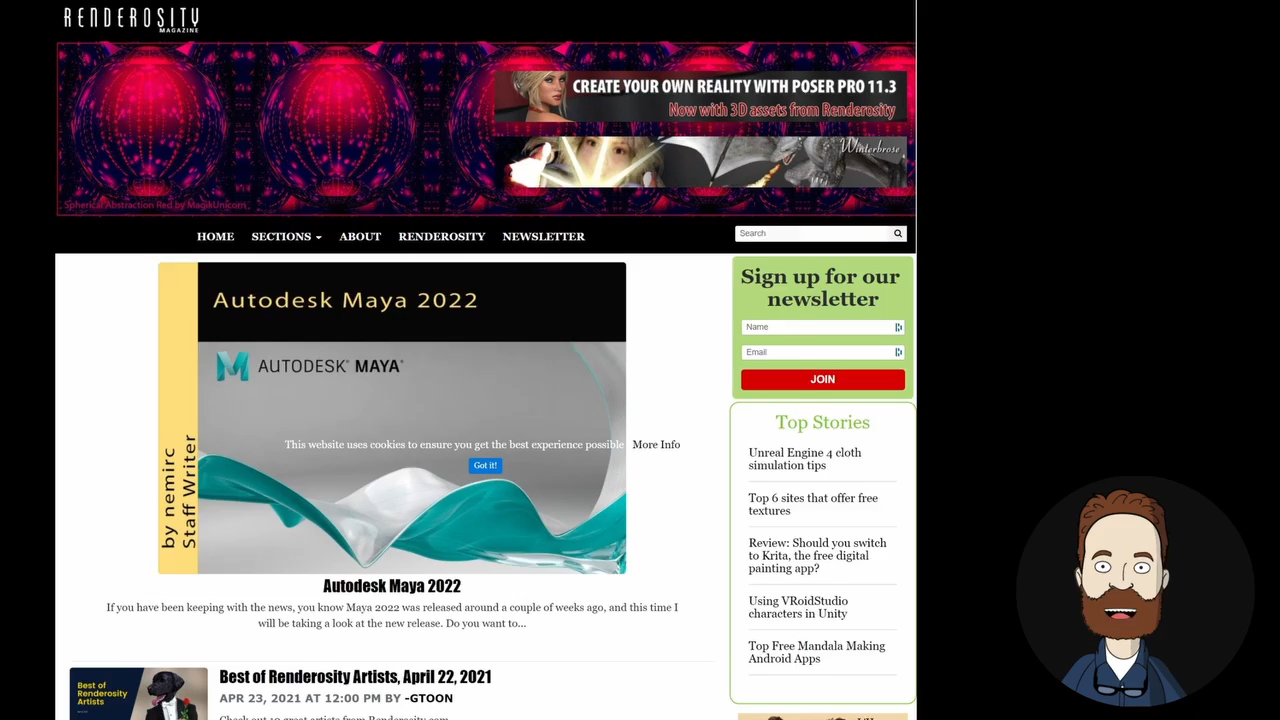 RENDEROSITY
MAGAZINE
CREATE YOUR OWN REALITY WITH POSER PRO 11.3
Now with 3D assets from Renderosity
Winterbrose
Spherical Abstraction Red by MagikUnicorn
HOME SECTIONS ABOUT RENDEROSITY NEWSLETTER
Search
Autodesk Maya 2022
AUTODESK® MAYA®
by nemirc
Staff Writer
This website uses cookies to ensure you get the best experience possible More Info
Got it!
Autodesk Maya 2022
If you have been keeping with the news, you know Maya 2022 was released around a couple of weeks ago, and this time I
will be taking a look at the new release. Do you want to...
Best of
Renderosity
Artists
Best of Renderosity Artists, April 22, 2021
APR 23, 2021 AT 12:00 PM BY -GTOON
Check out 10 great artists from Renderosity.com
Sign up for our
newsletter
Name
Email
JOIN
Top Stories
Unreal Engine 4 cloth
simulation tips
Top 6 sites that offer free
textures
Review: Should you switch
to Krita, the free digital
painting app?
Using VRoidStudio
characters in Unity
Top Free Mandala Making
Android Apps